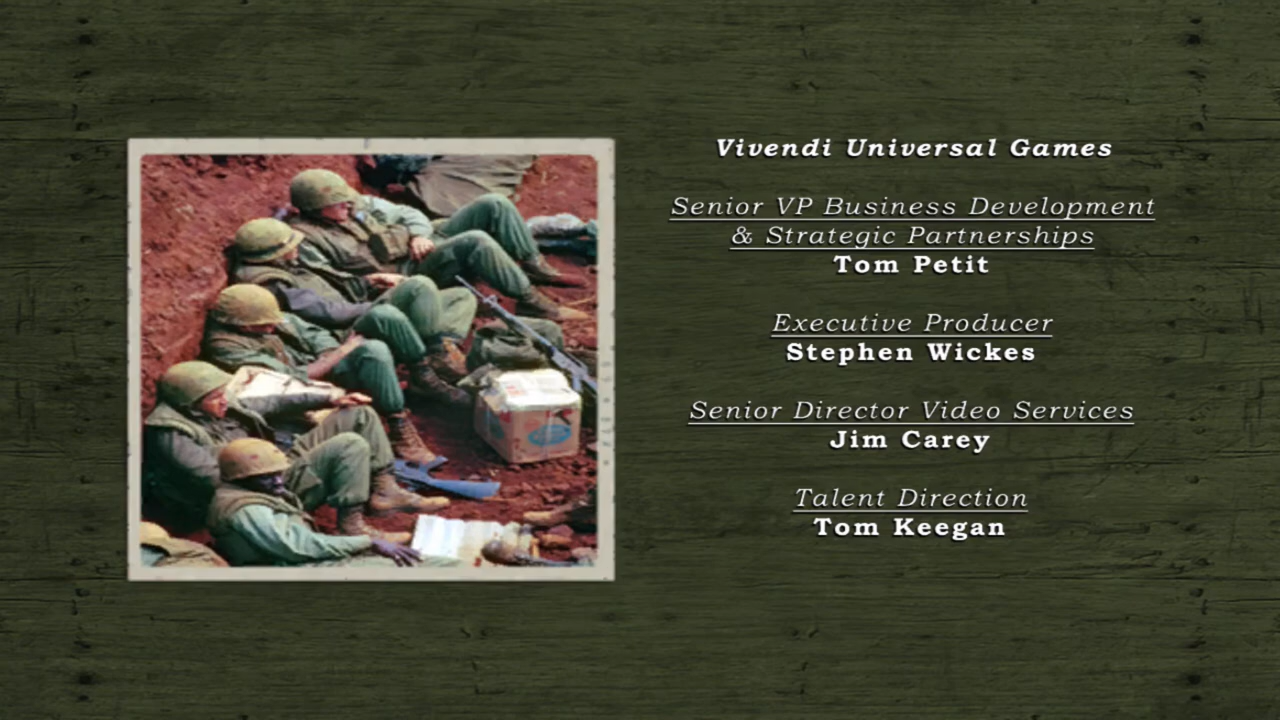 Vivendi Universal Games
Senior VP Business Development
& Strategic Partnerships
Tom Petit
Executive Producer
Stephen Wickes
Senior Director Video Services
Jim Carey
Talent Direction
Tom Keegan